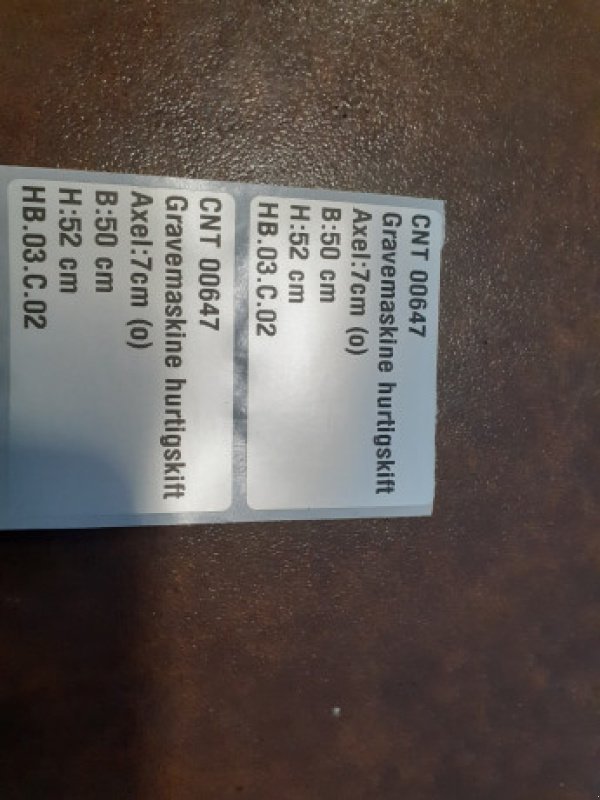 CNT 00647
Gravemaskine hurtigskift
Axel:7cm (o)
B:50 cm
H:52 cm
HB.03.C.02
CNT 00647
Gravemaskine hurtigskift
Axel:7cm (o)
B:50 cm
H:52 cm
HB.03.C.02